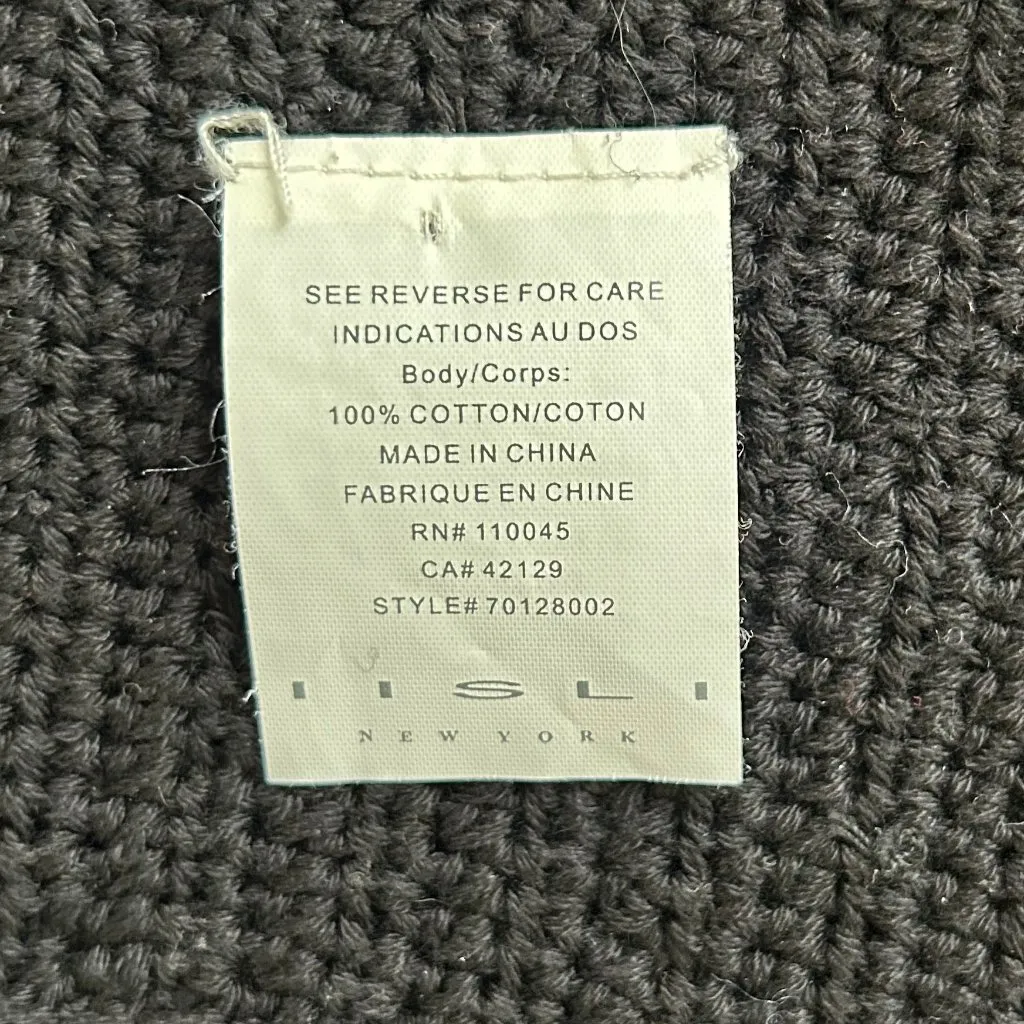 SEE REVERSE FOR CARE
INDICATIONS AU DOS
Body/Corps:
100% COTTON/COTON
MADE IN CHINA
FABRIQUE EN CHINE
RN# 110045
CA# 42129
STYLE# 70128002
IISLI
NEW YORK